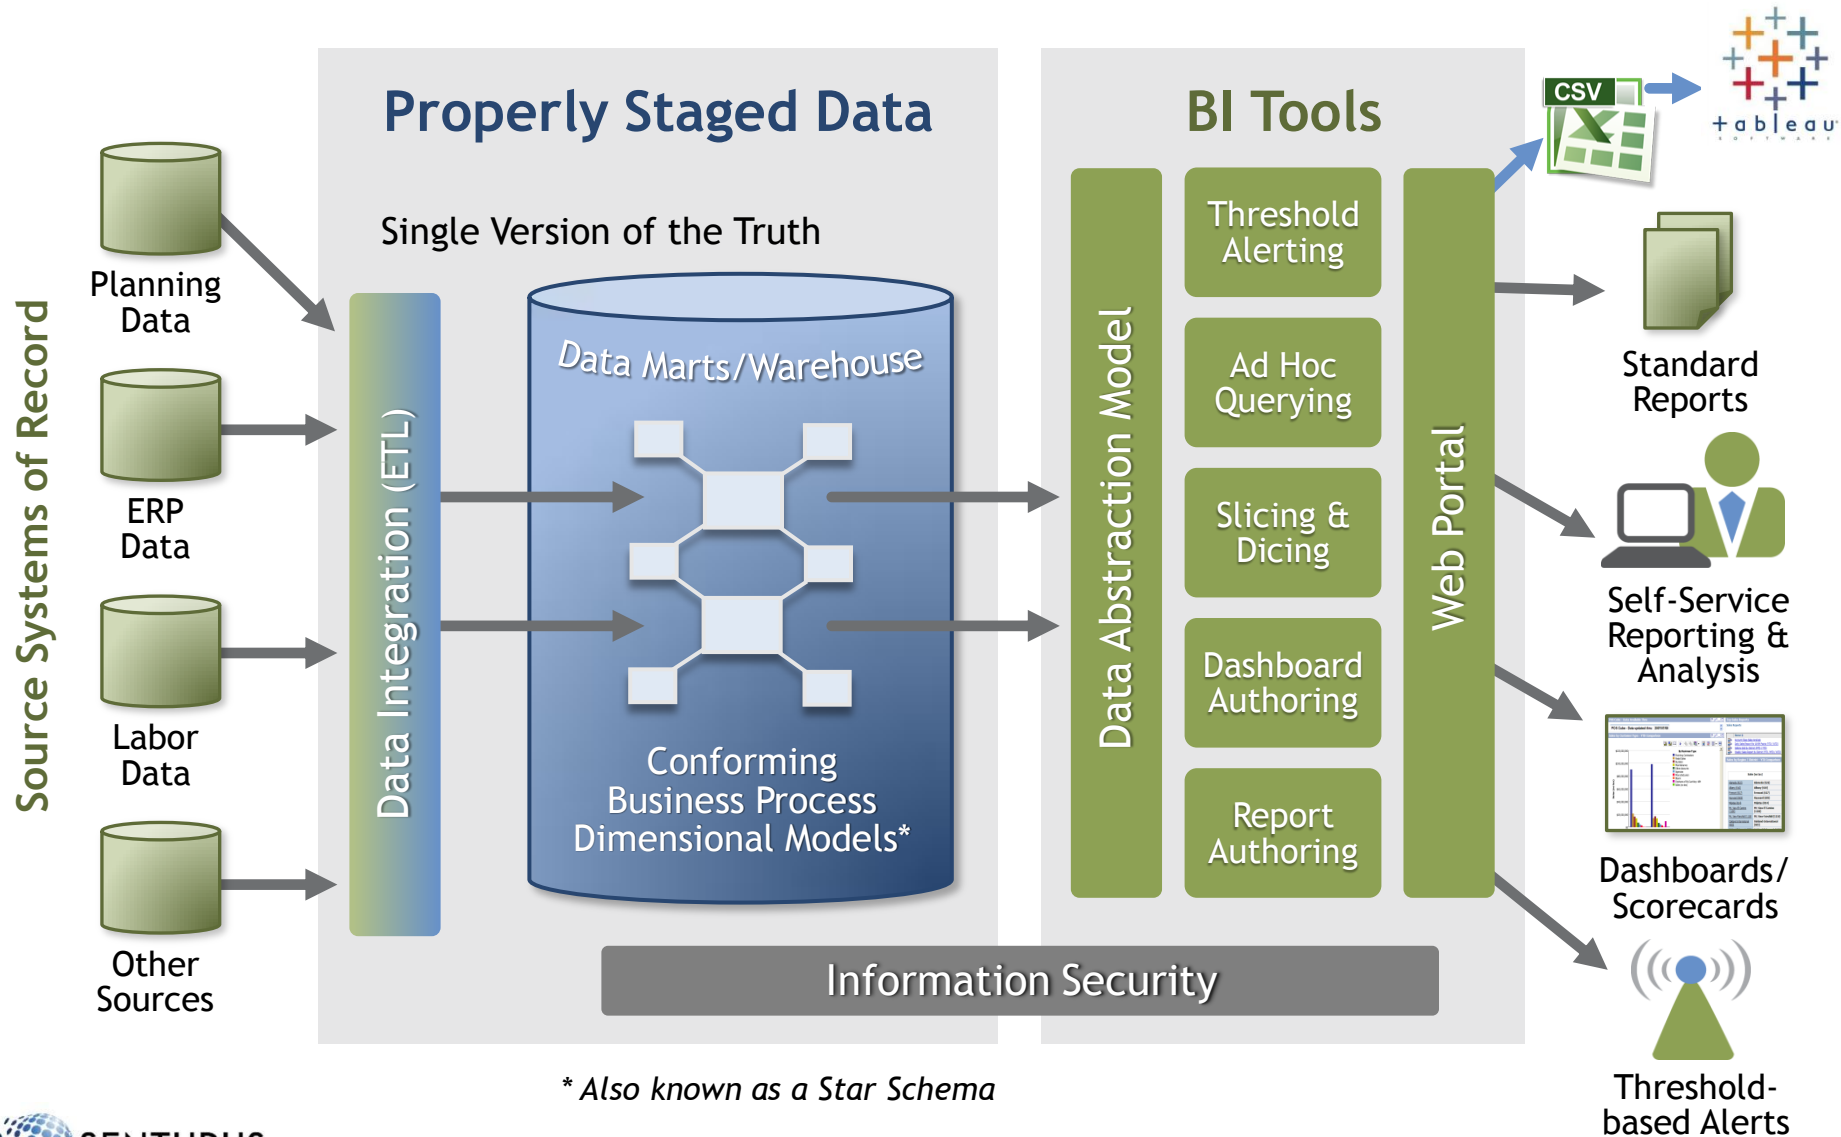 Source Systems of Record
Planning
Data
ERP
Data
Labor
Data
Other
Sources
Properly Staged Data
Single Version of the Truth
Data Integration (ETL)
Data Marts/Warehouse
Conforming
Business Process
Dimensional Models*
BI Tools
Data Abstraction Model
Threshold
Alerting
Ad Hoc
Querying
Slicing &
Dicing
Dashboard
Authoring
Report
Authoring
Web Portal
Information Security
CSV
+ableau
SOFTWARE
Standard
Reports
Self-Service
Reporting &
Analysis
Dashboards/
Scorecards
Threshold-
based Alerts
* Also known as a Star Schema
SENTURUS